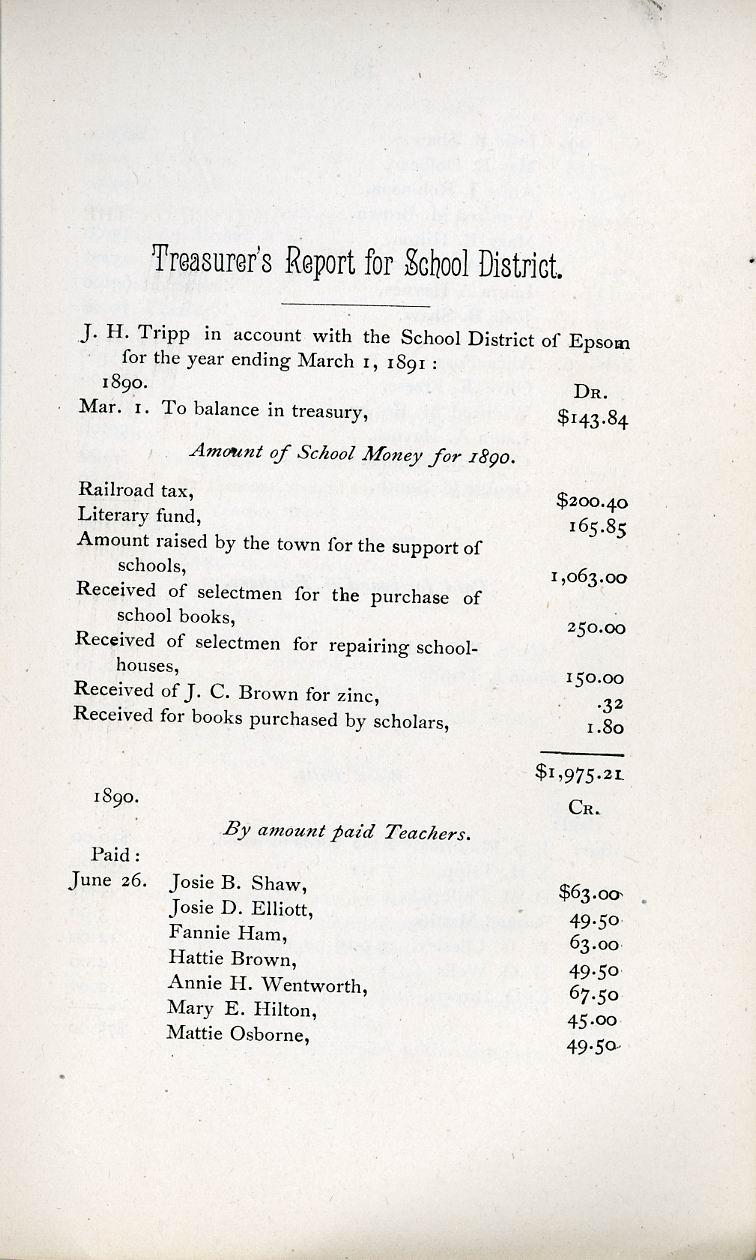 Treasurer's Report for School District.
J. H. Tripp in account with the School District of Epsom
for the year ending March 1, 1891 :
1890. DR.
Mar. 1. To balance in treasury, $143.84
Amount of School Money for 1890.
Railroad tax, $200.40
Literary fund, 165.85
Amount raised by the town for the support of
schools, 1,063.00
Received of selectmen for the purchase of
school books, 250.00
Received of selectmen for repairing school-
houses, 150.00
Received of J. C. Brown for zinc, .32
Received for books purchased by scholars, 1.80
$1,975.21
1890. CR.
By amount paid Teachers.
Paid :
June 26. Josie B. Shaw, $63.00
Josie D. Elliott, 49.50
Fannie Ham, 63.00
Hattie Brown, 49.50
Annie H. Wentworth, 67.50
Mary E. Hilton, 45.00
Mattie Osborne, 49.50